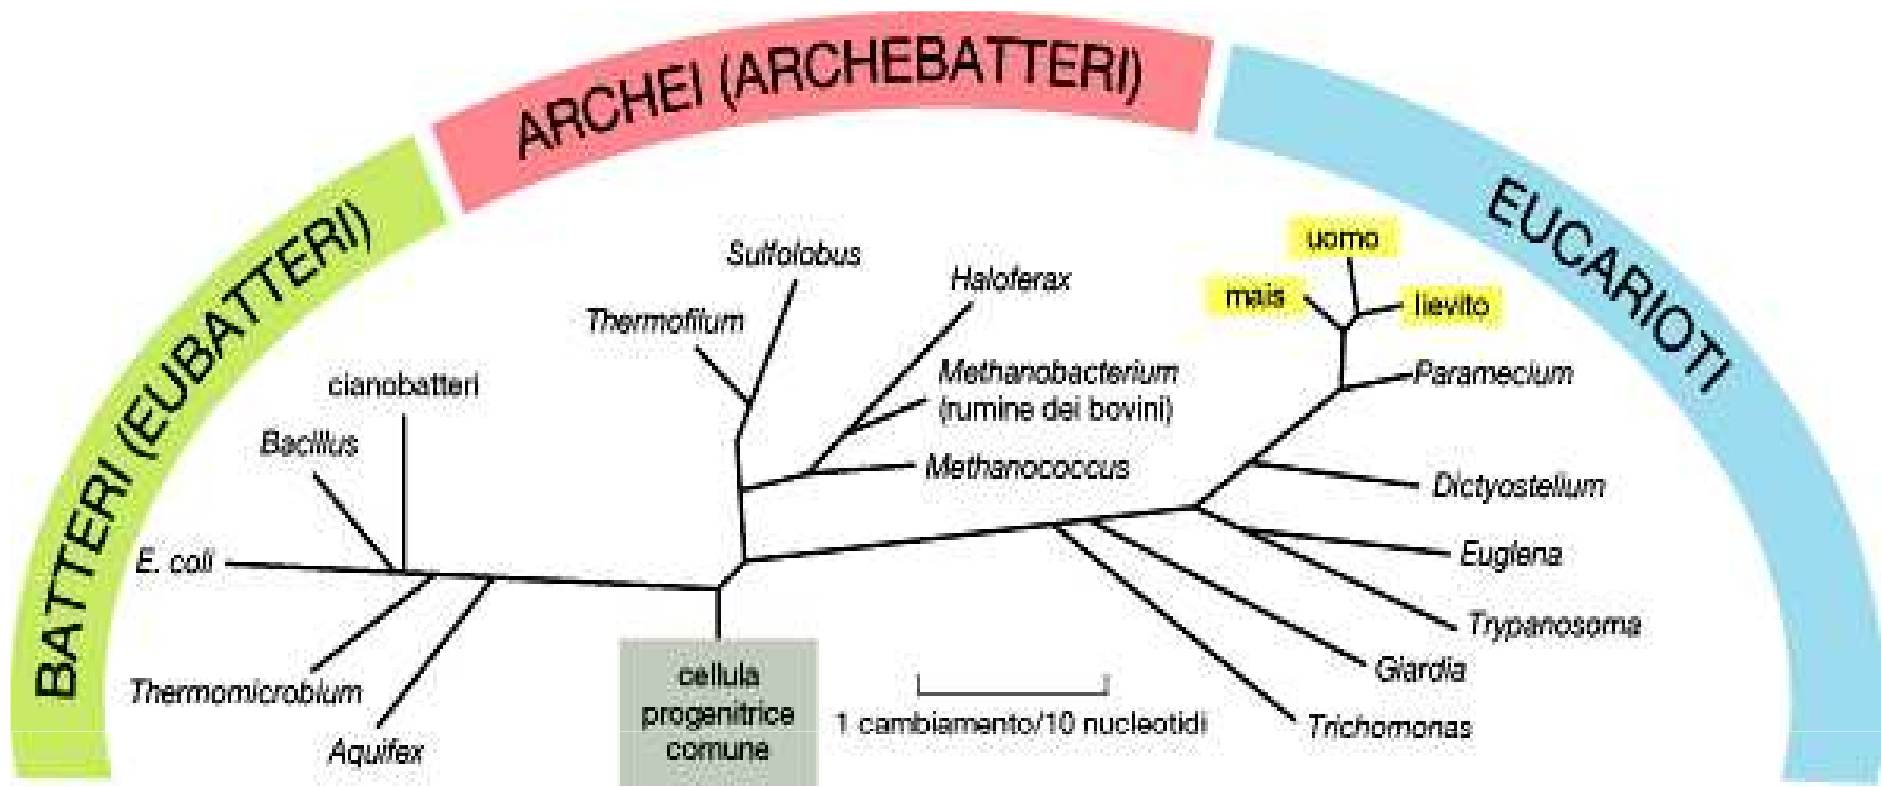 BATTERI (EUBATTERI)
ARCHEI (ARCHEBATTERI)
EUCARIOTI
cianobatteri
Bacillus
E. coli
Thermomicrobium
Aquifex
Sulfolobus
Thermofilum
Haloferax
Methanobacterium
(rumine dei bovini)
Methanococcus
uomo
mais
lievito
Paramecium
Dictyostelium
Euglena
Trypanosoma
Giardia
Trichomonas
cellula
progenitrice
comune
1 cambiamento/10 nucleotidi